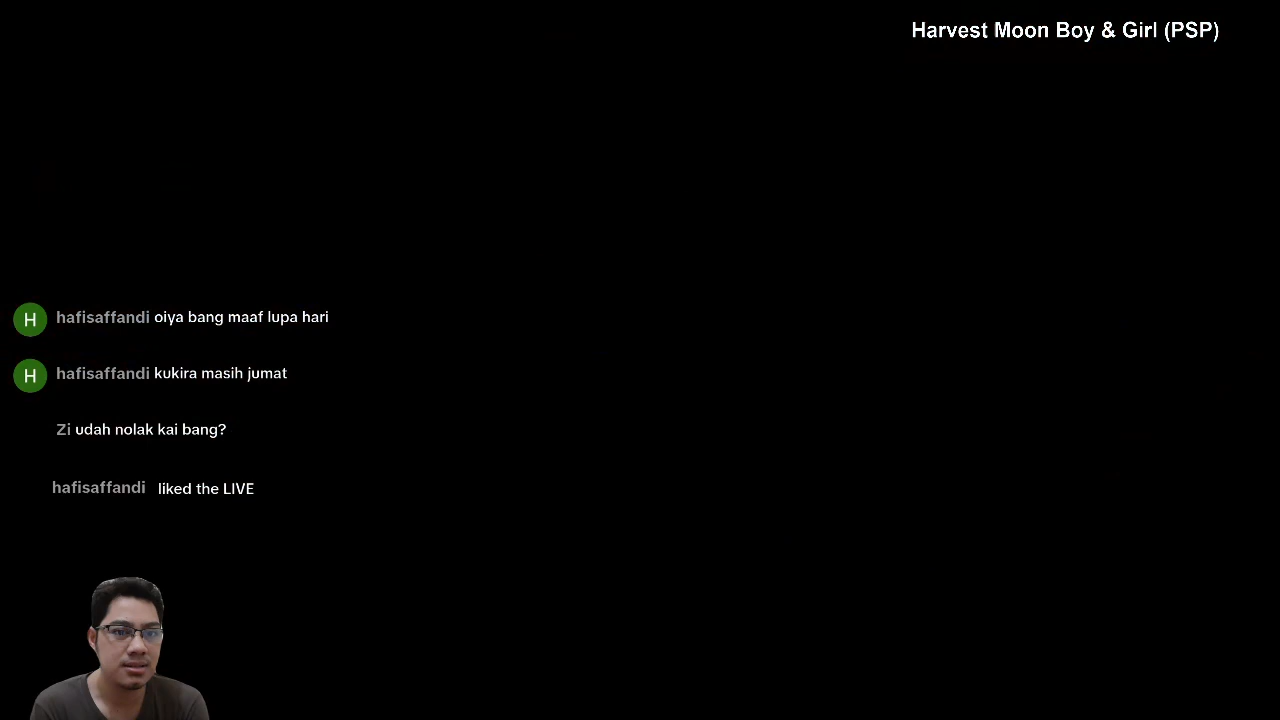 Harvest Moon Boy & Girl (PSP)
H hafisaffandi oiya bang maaf lupa hari
H hafisaffandi kukira masih jumat
Zi udah nolak kai bang?
hafisaffandi liked the LIVE